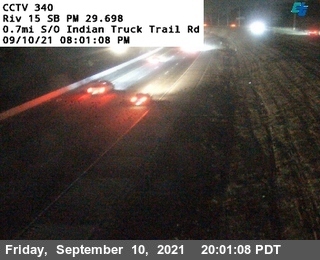 CCTV 340
Riv 15 SB PM 29.698
0.7mi S/O Indian Truck Trail Rd
09/10/21 08:01:08 PM
Friday, September 10, 2021 20:01:08 PDT